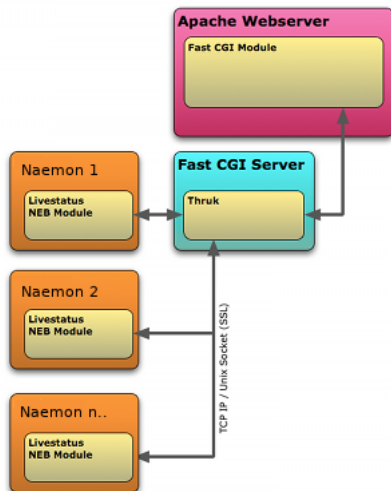 Apache Webserver
Fast CGI Module
Naemon 1
Livestatus
NEB Module
Fast CGI Server
Thruk
Naemon 2
Livestatus
NEB Module
TCP IP / Unix Socket (SSL)
Naemon n..
Livestatus
NEB Module